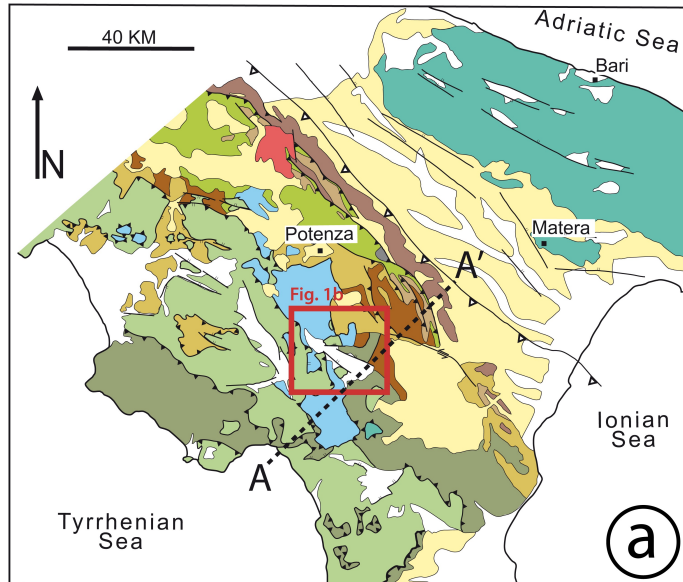 Adriatic Sea
40 KM
Bari
N
Potenza
Matera
A'
Fig. 1b
Ionian
Sea
A
Tyrrhenian
Sea
a